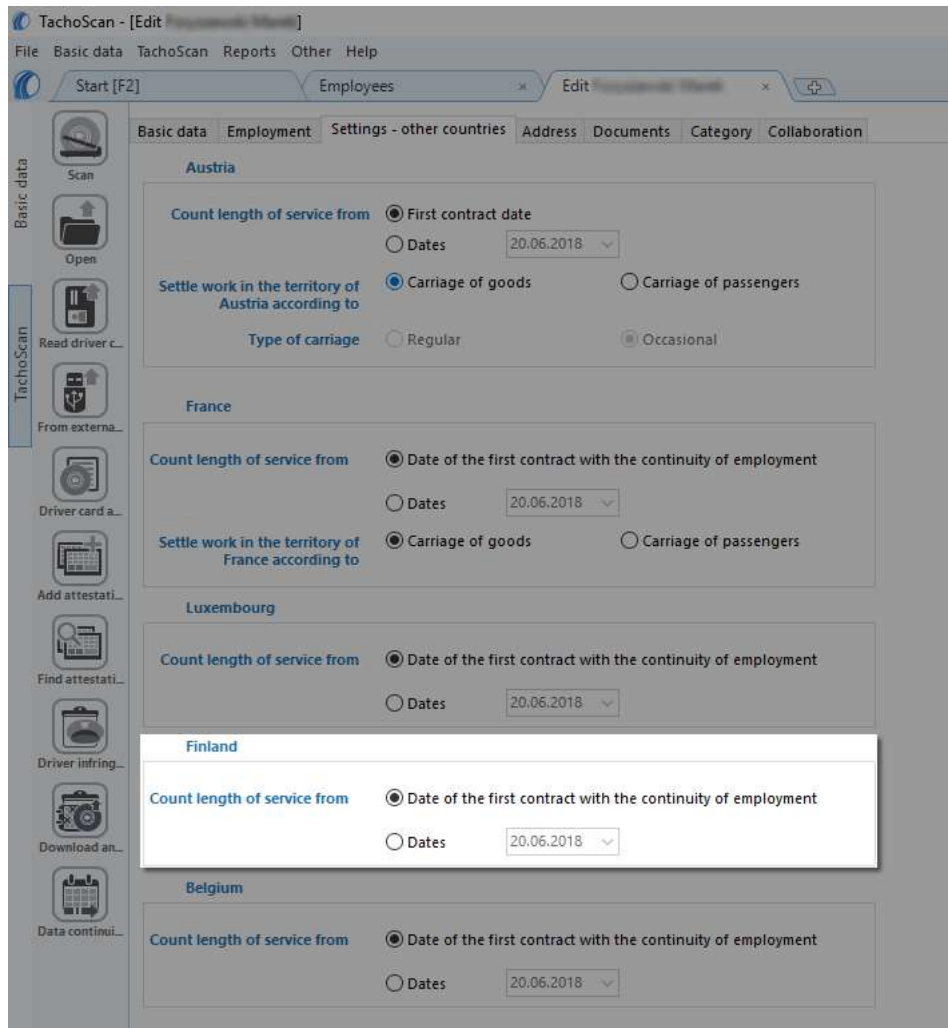 TachoScan - [Edit ]
File Basic data TachoScan Reports Other Help
Start [F2] Employees × Edit ×
Basic data
TachoScan
Scan
Open
Read driver c...
From externa...
Driver card a...
Add attestati...
Find attestati...
Driver infring...
Download an...
Data continui...
Basic data Employment Settings - other countries Address Documents Category Collaboration
Austria
Count length of service from First contract date
Dates 20.06.2018
Settle work in the territory of Carriage of goods Carriage of passengers
Austria according to
Type of carriage Regular Occasional
France
Count length of service from Date of the first contract with the continuity of employment
Dates 20.06.2018
Settle work in the territory of Carriage of goods Carriage of passengers
France according to
Luxembourg
Count length of service from Date of the first contract with the continuity of employment
Dates 20.06.2018
Finland
Count length of service from Date of the first contract with the continuity of employment
Dates 20.06.2018
Belgium
Count length of service from Date of the first contract with the continuity of employment
Dates 20.06.2018